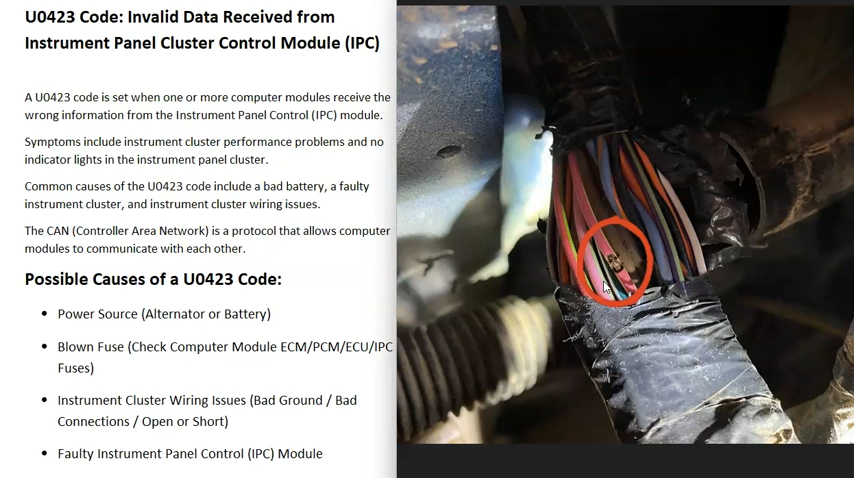 U0423 Code: Invalid Data Received from
Instrument Panel Cluster Control Module (IPC)
A U0423 code is set when one or more computer modules receive the
wrong information from the Instrument Panel Control (IPC) module.
Symptoms include instrument cluster performance problems and no
indicator lights in the instrument panel cluster.
Common causes of the U0423 code include a bad battery, a faulty
instrument cluster, and instrument cluster wiring issues.
The CAN (Controller Area Network) is a protocol that allows computer
modules to communicate with each other.
Possible Causes of a U0423 Code:
• Power Source (Alternator or Battery)
• Blown Fuse (Check Computer Module ECM/PCM/ECU/IPC
Fuses)
• Instrument Cluster Wiring Issues (Bad Ground / Bad
Connections / Open or Short)
• Faulty Instrument Panel Control (IPC) Module